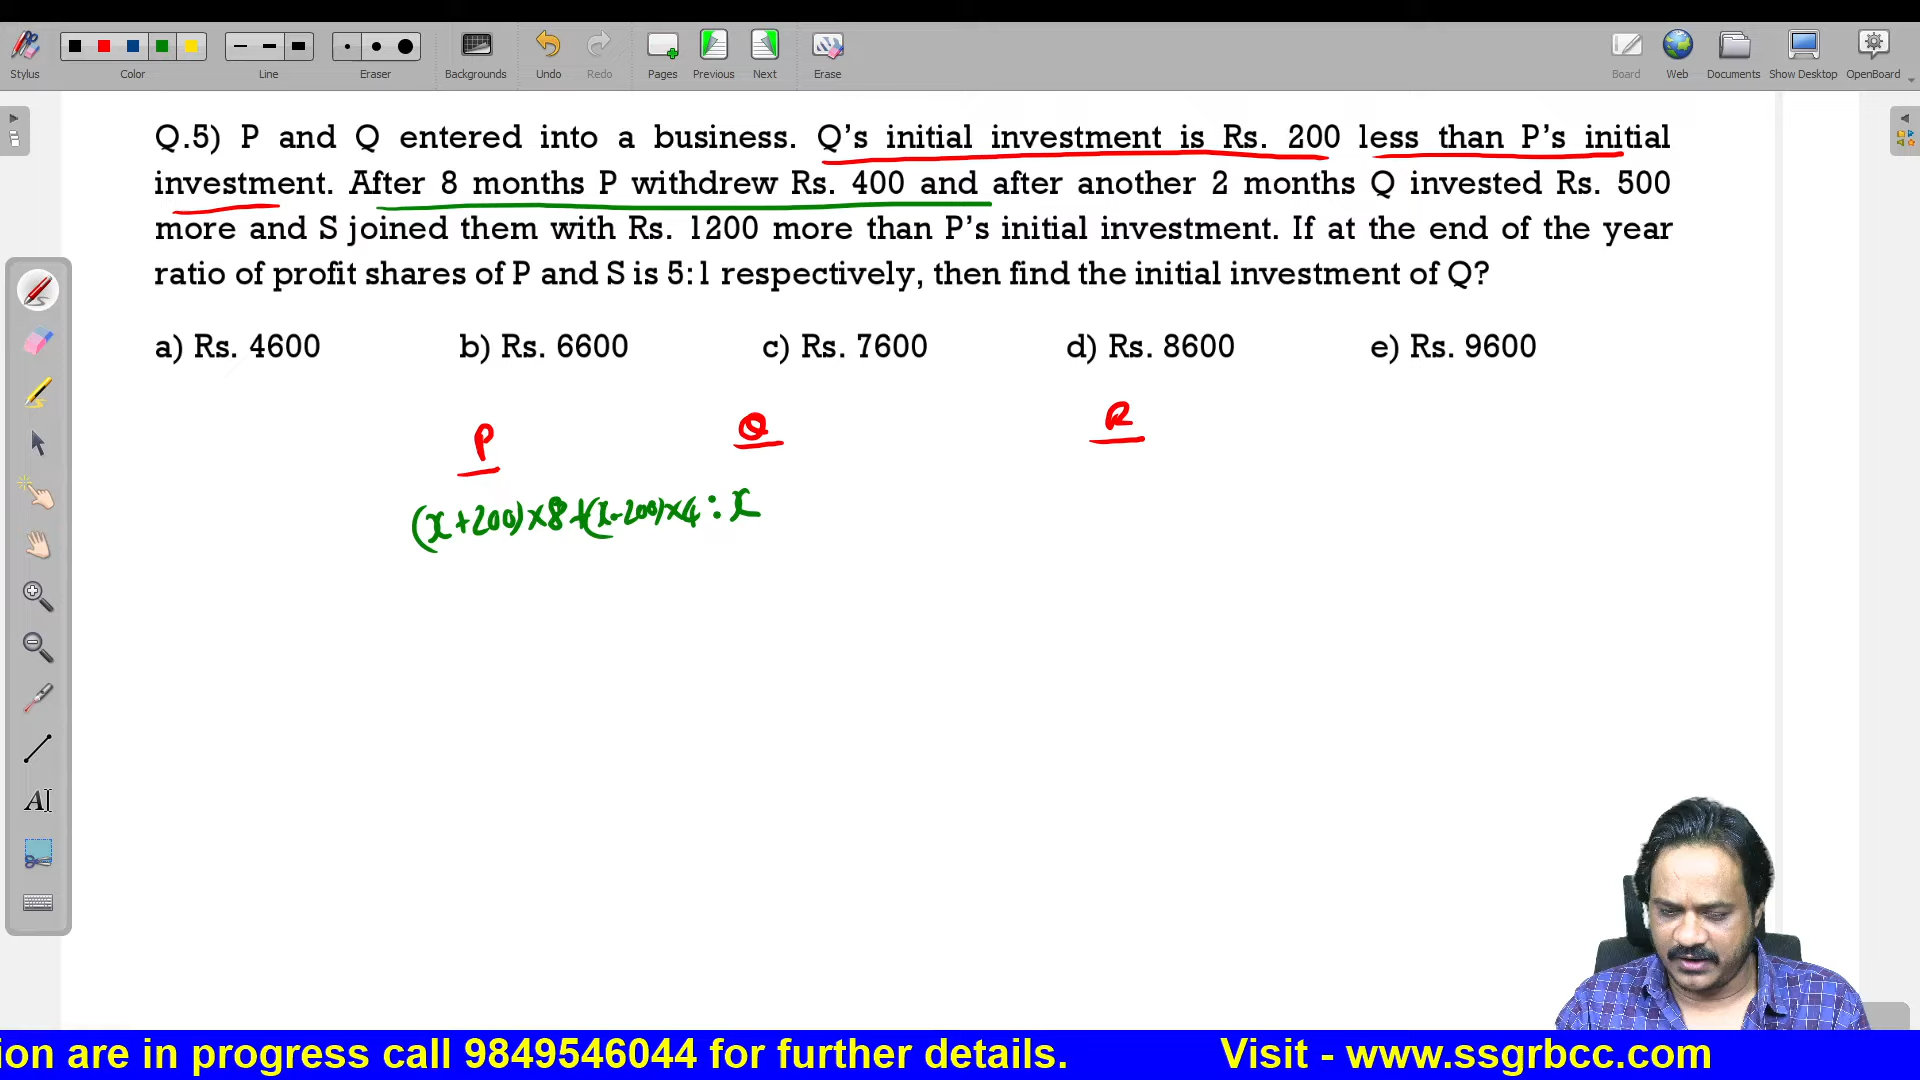 Stylus
Color
Line
Eraser
Backgrounds
Undo
Redo
Pages
Previous
Next
Erase
Board
Web
Documents
Show Desktop
OpenBoard
Q.5) P and Q entered into a business. Q’s initial investment is Rs. 200 less than P’s initial
investment. After 8 months P withdrew Rs. 400 and after another 2 months Q invested Rs. 500
more and S joined them with Rs. 1200 more than P’s initial investment. If at the end of the year
ratio of profit shares of P and S is 5:1 respectively, then find the initial investment of Q?
a) Rs. 4600 b) Rs. 6600 c) Rs. 7600 d) Rs. 8600 e) Rs. 9600
P Q R
(x+200)×8+(x-200)×4 : x
ion are in progress call 9849546044 for further details. Visit - www.ssgrbcc.com